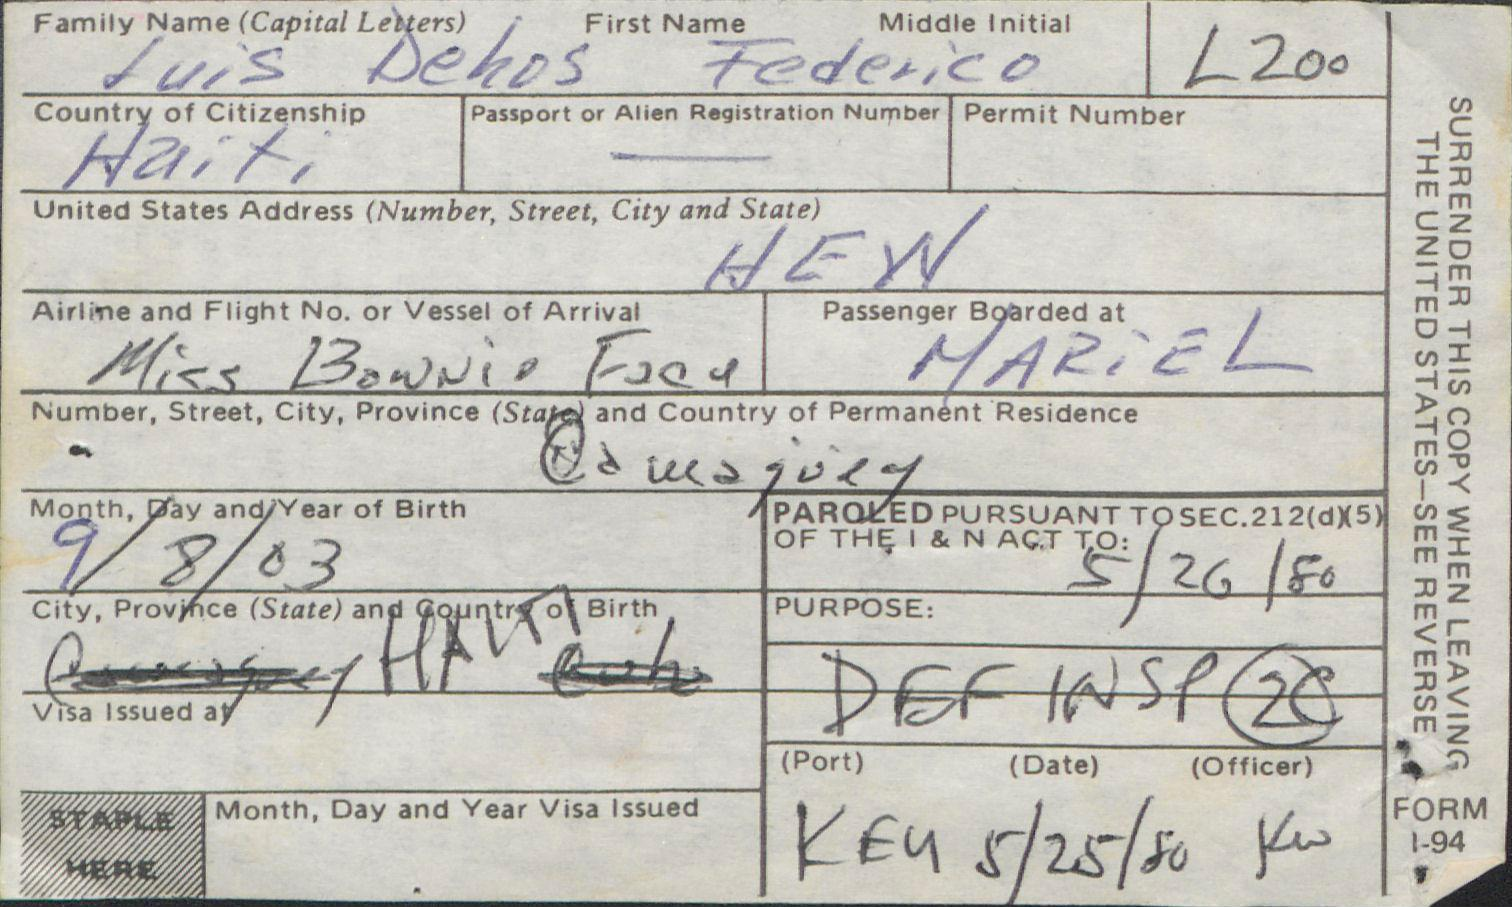 Family Name (Capital Letters) First Name Middle Initial
Luis Dehos Federico L200
Country of Citizenship Passport or Alien Registration Number Permit Number
Haiti —
United States Address (Number, Street, City and State)
HEW
Airline and Flight No. or Vessel of Arrival Passenger Boarded at
Miss Bonnie MARiEL
Number, Street, City, Province (State) and Country of Permanent Residence
Camagüey
Month, Day and Year of Birth PAROLED PURSUANT TO SEC. 212(d)(5)
OF THE I & N ACT TO:
9/8/03 5/26/80
City, Province (State) and Country of Birth PURPOSE:
HAITI
DEF INSP
Visa Issued at
(Port) (Date) (Officer)
STAPLE HERE
Month, Day and Year Visa Issued
KEY 5/25/80 KW
SURRENDER THIS COPY WHEN LEAVING
THE UNITED STATES—SEE REVERSE
FORM
I-94